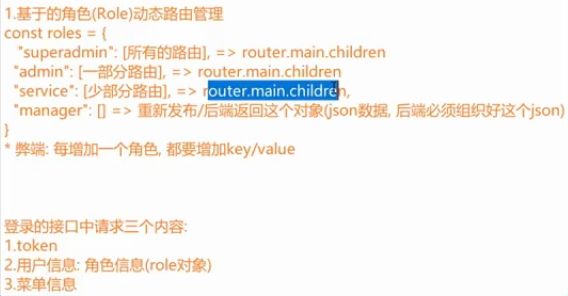 1.基于的角色(Role)动态路由管理
const roles = {
"superadmin": [所有的路由], => router.main.children
"admin": [一部分路由], => router.main.children
"service": [少部分路由], => router.main.children,
"manager": [] => 重新发布/后端返回这个对象(json数据, 后端必须组织好这个json)
}
* 弊端: 每增加一个角色, 都要增加key/value
登录的接口中请求三个内容:
1.token
2.用户信息: 角色信息(role对象)
3.菜单信息